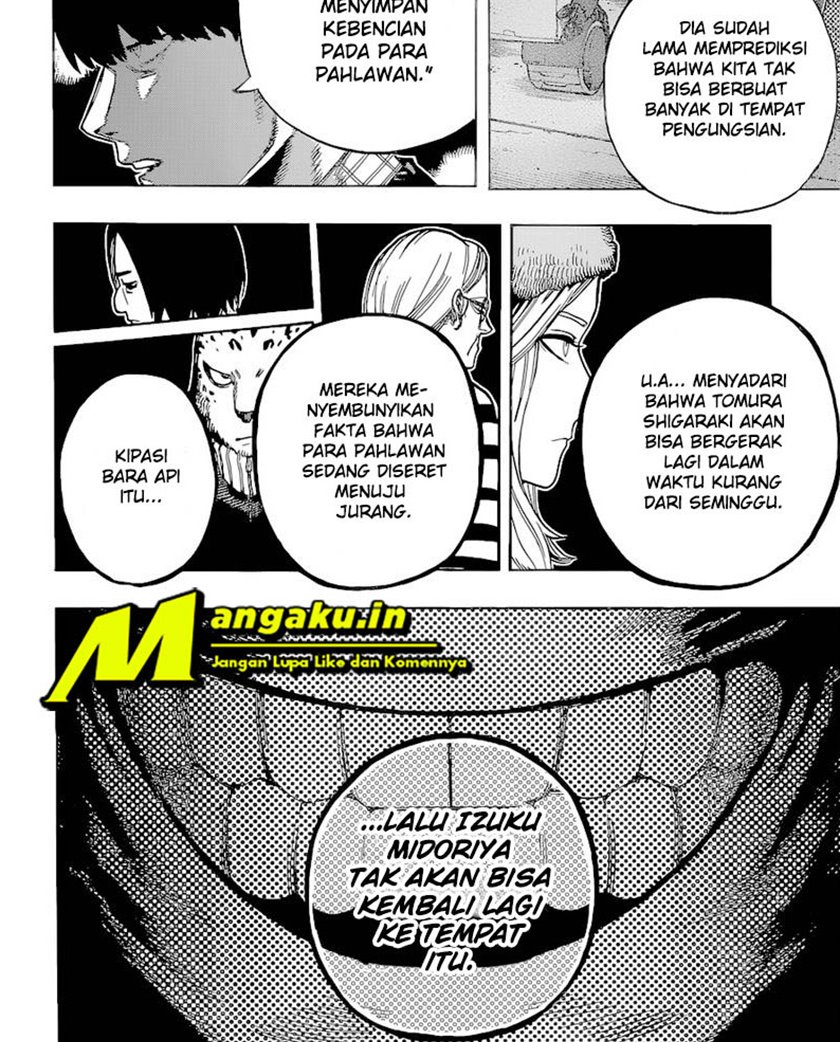 DIA SUDAH
LAMA MEMPREDIKSI
BAHWA KITA TAK
BISA BERBUAT
BANYAK DI TEMPAT
PENGUNGSIAN.
MENYIMPAN
KEBENCIAN
PADA PARA
PAHLAWAN."
U.A... MENYADARI
BAHWA TOMURA
SHIGARAKI AKAN
BISA BERGERAK
LAGI DALAM
WAKTU KURANG
DARI SEMINGGU.
MEREKA ME-
NYEMBUNYIKAN
FAKTA BAHWA
PARA PAHLAWAN
SEDANG DISERET
MENUJU
JURANG.
KIPASI
BARA API
ITU...
Mangaku.in
Jangan Lupa Like dan Komennya
...LALU IZUKU
MIDORIYA
TAK AKAN BISA
KEMBALI LAGI
KE TEMPAT
ITU.